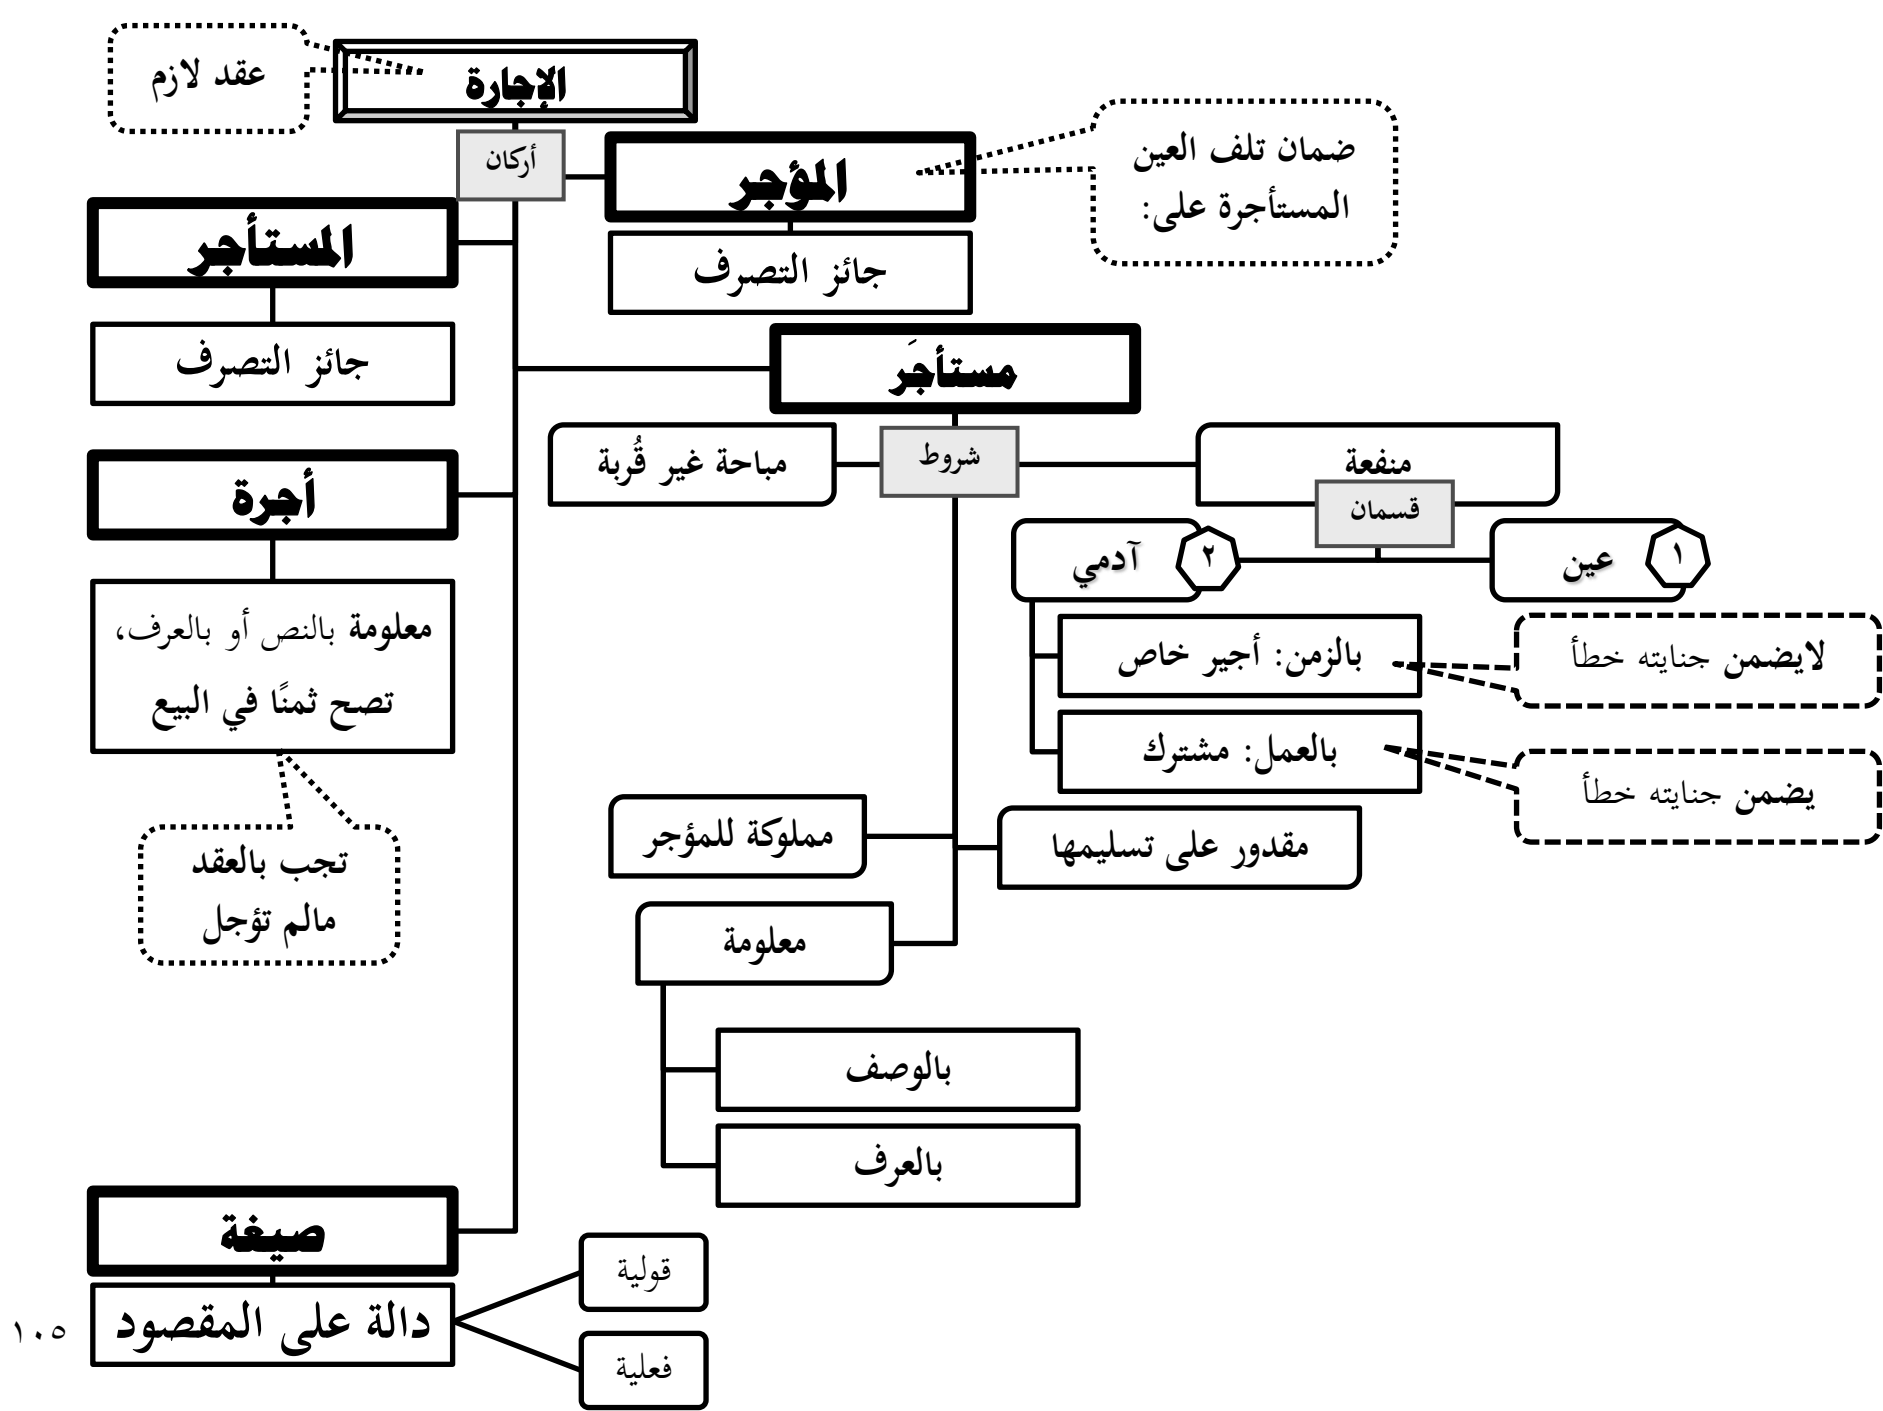 الإجارة
عقد لازم
أركان
المؤجر
ضمان تلف العين
المستأجرة على:
جائز التصرف
المستأجر
جائز التصرف
مستأجَر
شروط
منفعة
قسمان
١
عين
٢
آدمي
بالزمن: أجير خاص
لايضمن جنايته خطأ
بالعمل: مشترك
يضمن جنايته خطأ
مباحة غير قُربة
مقدور على تسليمها
مملوكة للمؤجر
معلومة
بالوصف
بالعرف
أجرة
معلومة بالنص أو بالعرف،
تصح ثمنًا في البيع
تجب بالعقد
مالم تؤجل
صيغة
دالة على المقصود
قولية
فعلية
١٠٥